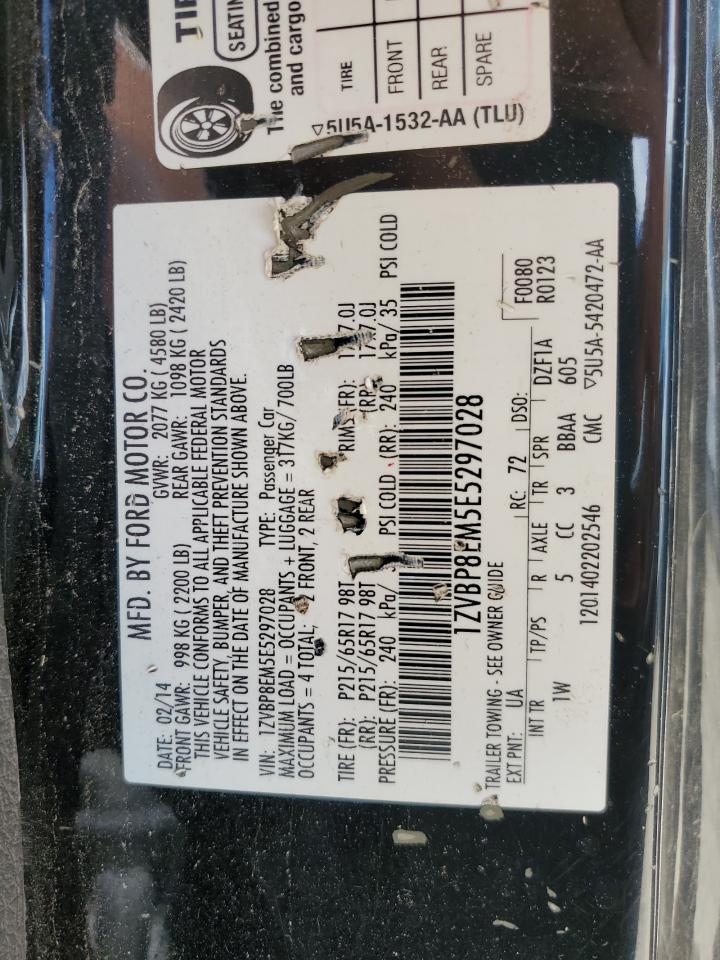 SEATIN
The combined
and cargo
TIRE
FRONT
REAR
SPARE
▽5U5A-1532-AA (TLU)
MFD. BY FORD MOTOR CO.
DATE: 02/14 GVWR: 2077 KG ( 4580 LB)
FRONT GAWR: 998 KG ( 2200 LB) REAR GAWR: 1098 KG ( 2420 LB)
THIS VEHICLE CONFORMS TO ALL APPLICABLE FEDERAL MOTOR
VEHICLE SAFETY, BUMPER, AND THEFT PREVENTION STANDARDS
IN EFFECT ON THE DATE OF MANUFACTURE SHOWN ABOVE.
VIN: 1ZVBP8EM5E5297028 TYPE: Passenger Car
MAXIMUM LOAD = OCCUPANTS + LUGGAGE = 317KG/ 700LB
OCCUPANTS = 4 TOTAL; 2 FRONT, 2 REAR
TIRE (FR): P215/65R17 98T RIMS (FR): 7.0J
(RR): P215/65R17 98T (RR): 7.0J
PRESSURE (FR): 240 kPa/ PSI COLD (RR): 240 kPa/ 35 PSI COLD
1ZVBP8EM5E5297028
TRAILER TOWING - SEE OWNER GUIDE
EXT PNT: UA RC: 72 DSO: F0080
R0123
INT TR TP/PS R AXLE TR SPR DZF1A
1W 5 CC 3 BBAA 605
1201402202546 CMC ▽5U5A-5420472-AA